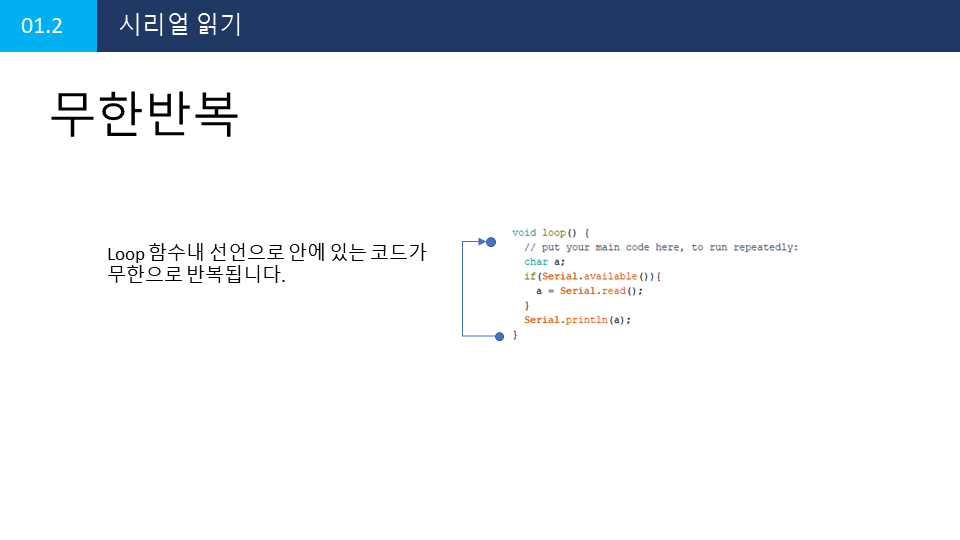 01.2
시리얼 읽기
무한반복
Loop 함수내 선언으로 안에 있는 코드가
무한으로 반복됩니다.
void loop() {
// put your main code here, to run repeatedly:
char a;
if(Serial.available()){
a = Serial.read();
}
Serial.println(a);
}